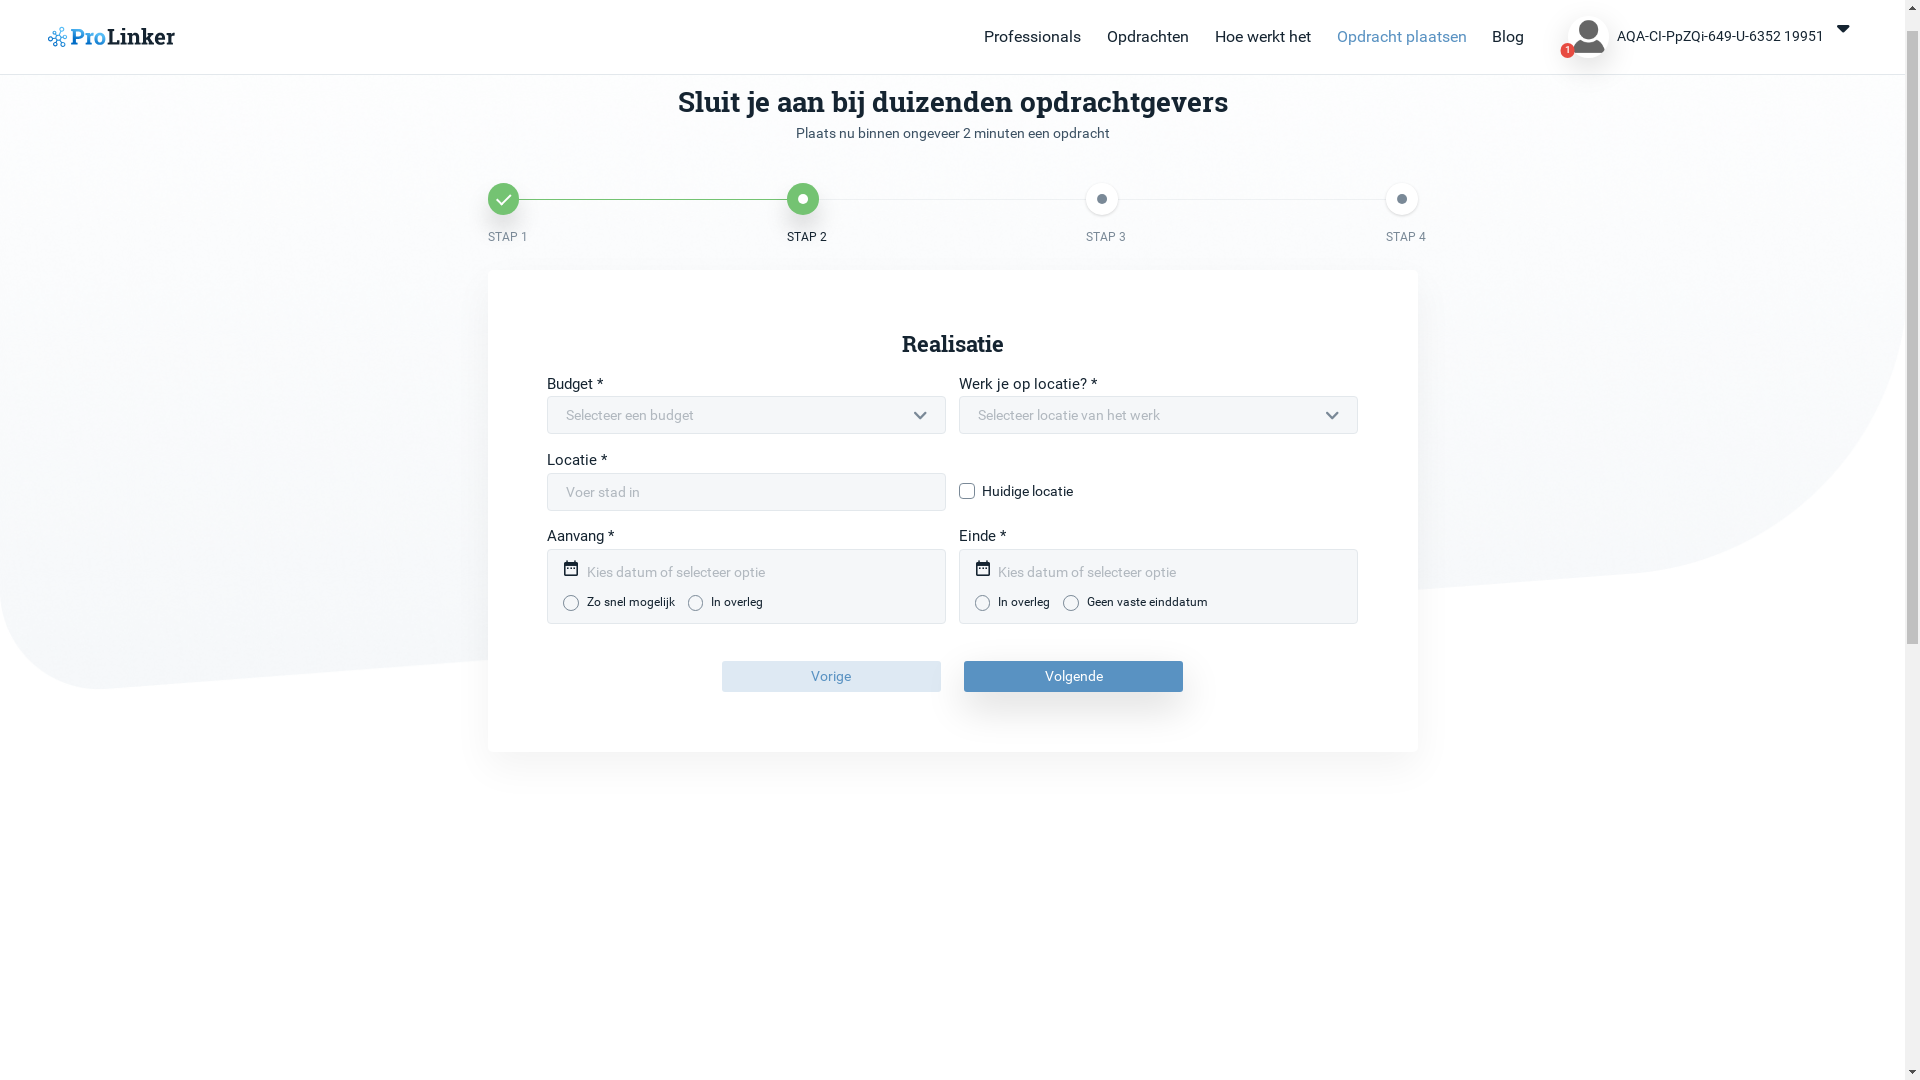 ProLinker
Professionals
Opdrachten
Hoe werkt het
Opdracht plaatsen
Blog
1
AQA-CI-PpZQi-649-U-6352 19951
Sluit je aan bij duizenden opdrachtgevers
Plaats nu binnen ongeveer 2 minuten een opdracht
STAP 1
STAP 2
STAP 3
STAP 4
Realisatie
Budget *
Werk je op locatie? *
Selecteer een budget
Selecteer locatie van het werk
Locatie *
Voer stad in
Huidige locatie
Aanvang *
Einde *
Kies datum of selecteer optie
Kies datum of selecteer optie
Zo snel mogelijk
In overleg
In overleg
Geen vaste einddatum
Vorige
Volgende